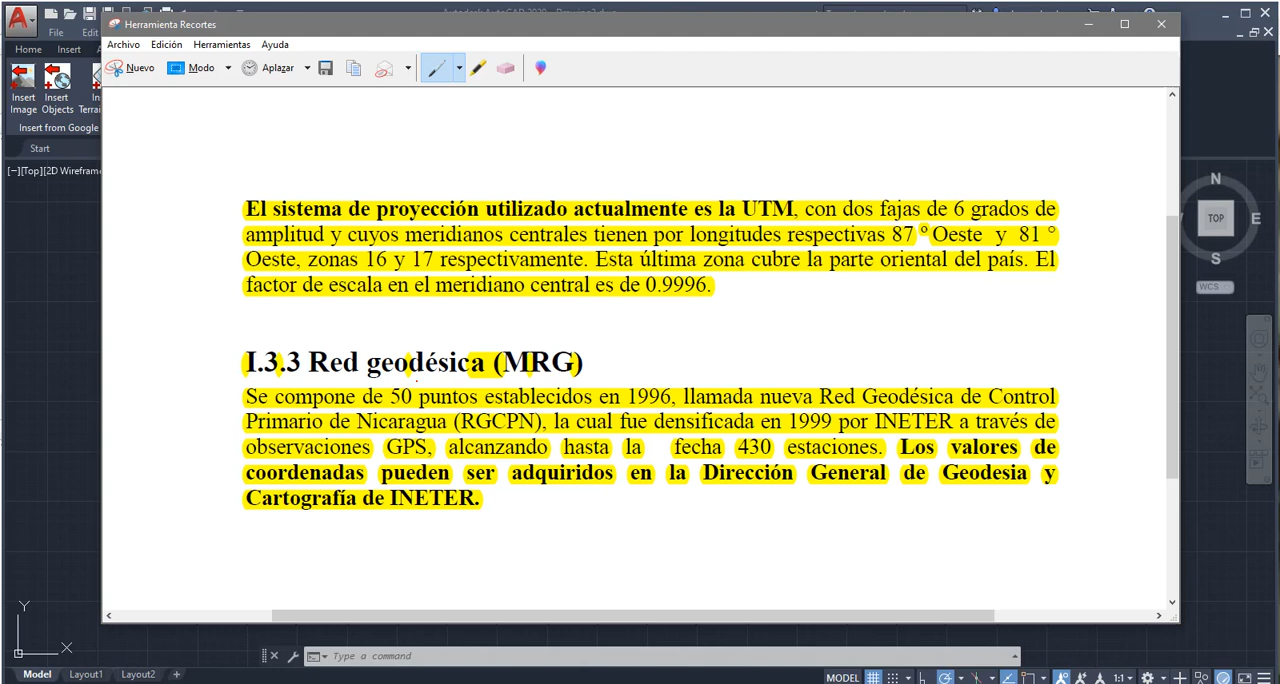 Herramienta Recortes
File Edit
Archivo Edición Herramientas Ayuda
Home Insert
Nuevo Modo Aplazar
Insert Image
Insert Objects
Insert from Google
Start
[−][Top][2D Wireframe
N
TOP
E
S
WCS
El sistema de proyección utilizado actualmente es la UTM, con dos fajas de 6 grados de
amplitud y cuyos meridianos centrales tienen por longitudes respectivas 87 º Oeste y 81 °
Oeste, zonas 16 y 17 respectivamente. Esta última zona cubre la parte oriental del país. El
factor de escala en el meridiano central es de 0.9996.
I.3.3 Red geodésica (MRG)
Se compone de 50 puntos establecidos en 1996, llamada nueva Red Geodésica de Control
Primario de Nicaragua (RGCPN), la cual fue densificada en 1999 por INETER a través de
observaciones GPS, alcanzando hasta la fecha 430 estaciones. Los valores de
coordenadas pueden ser adquiridos en la Dirección General de Geodesia y
Cartografía de INETER.
Y
X
Type a command
Model Layout1 Layout2 +
MODEL 1:1